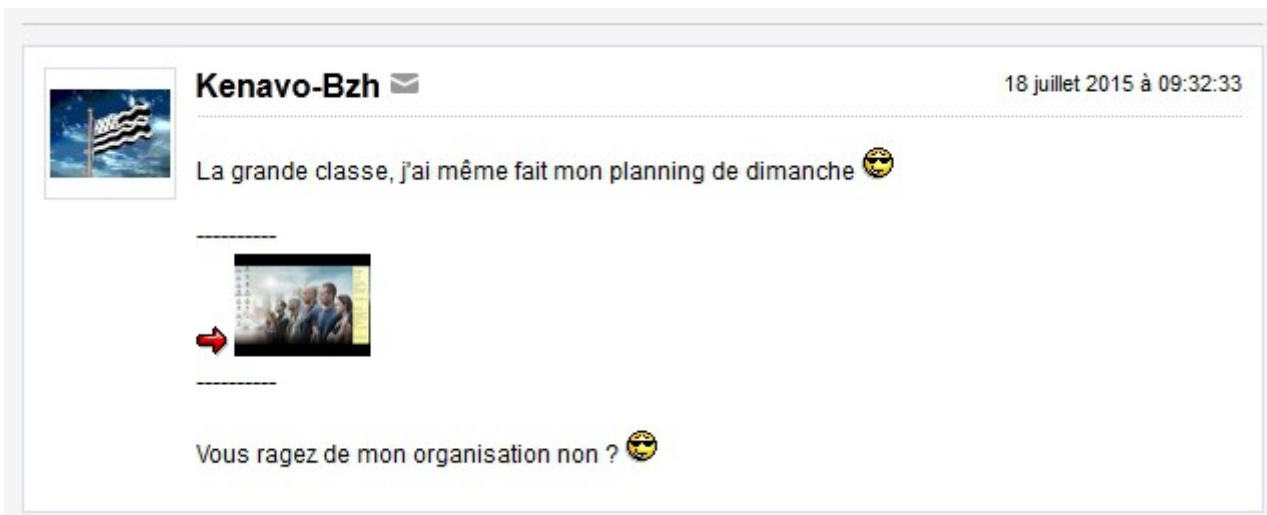 Kenavo-Bzh
18 juillet 2015 à 09:32:33
La grande classe, j'ai même fait mon planning de dimanche
----------
----------
Vous ragez de mon organisation non ?